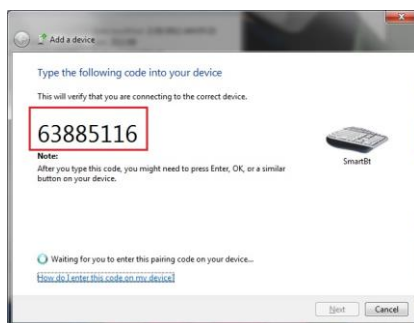 Add a device
Type the following code into your device
This will verify that you are connecting to the correct device.
63885116
Note:
After you type this code, you might need to press Enter, OK, or a similar
button on your device.
SmartBt
Waiting for you to enter this pairing code on your device...
How do I enter this code on my device?
Next
Cancel